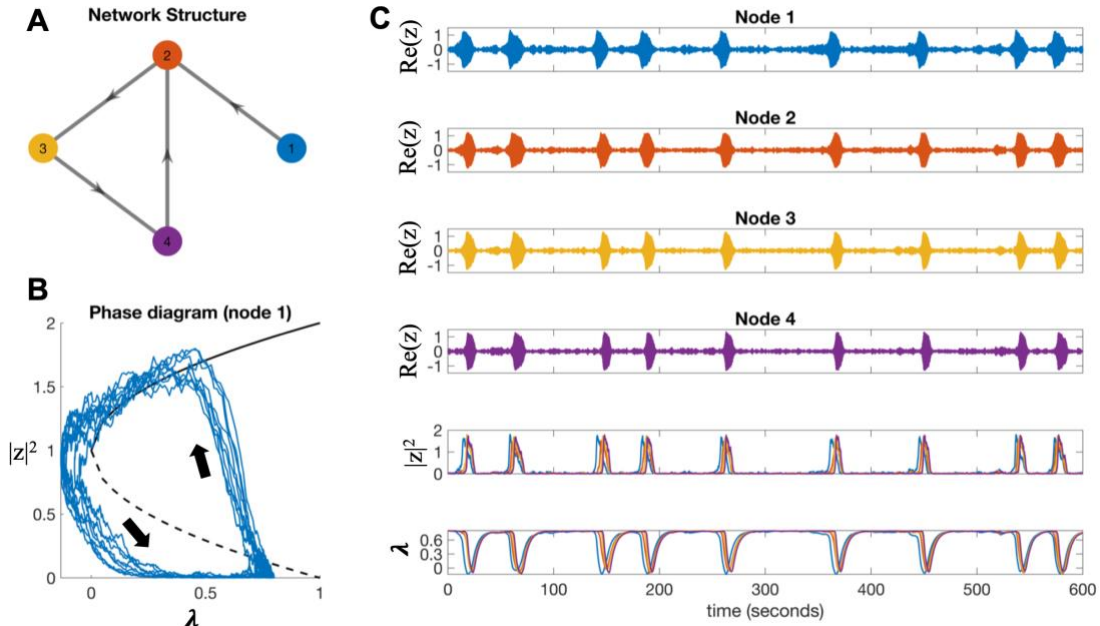 A
Network Structure
2
3
1
4
B
Phase diagram (node 1)
2
1.5
|z|²
1
0.5
0
0
0.5
1
λ
C
Node 1
Re(z)
1
0
-1
Node 2
Re(z)
1
0
-1
Node 3
Re(z)
1
0
-1
Node 4
Re(z)
1
0
-1
|z|²
2
1
0
λ
0.6
0.3
0
0 100 200 300 400 500 600
time (seconds)